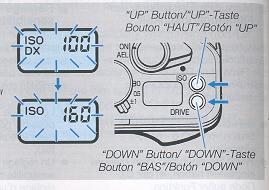 "UP" Button/"UP"-Taste
Bouton "HAUT"/Botón "UP"
ISO
DX 100
ISO 160
ON
AEL
ISO
DRIVE
"DOWN" Button/ "DOWN"-Taste
Bouton "BAS"/Botón "DOWN"